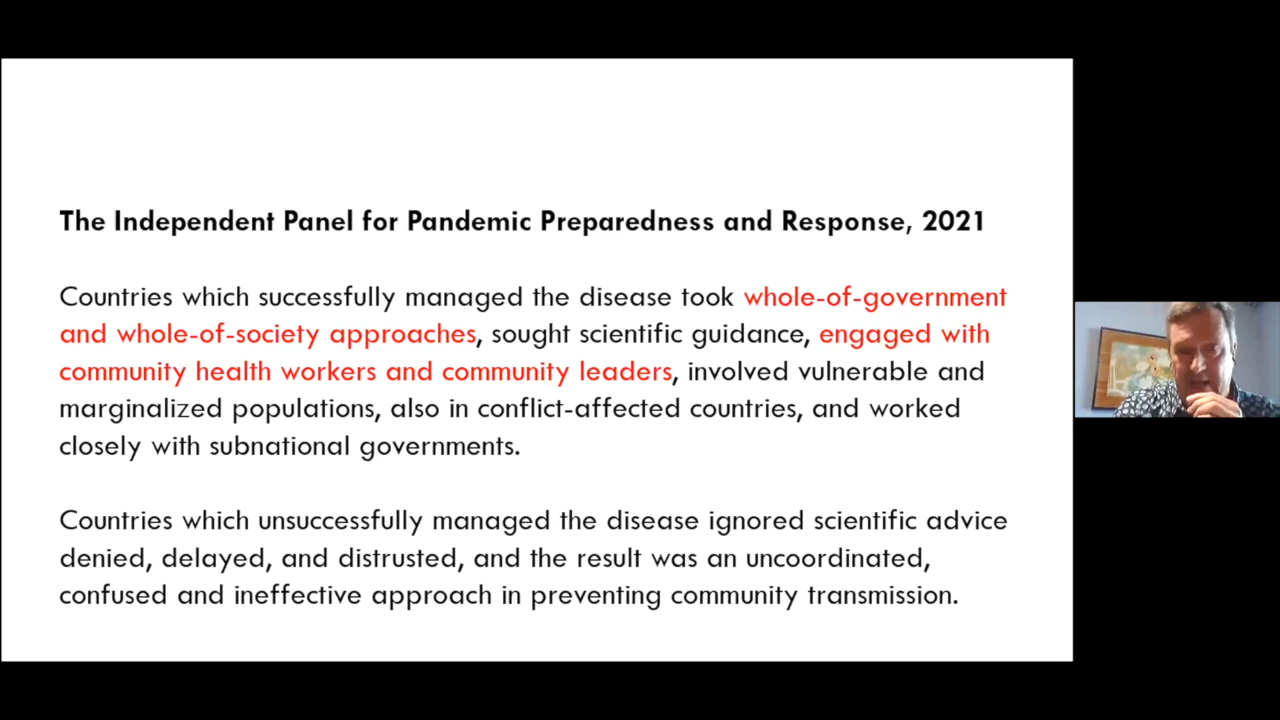 The Independent Panel for Pandemic Preparedness and Response, 2021
Countries which successfully managed the disease took whole-of-government
and whole-of-society approaches, sought scientific guidance, engaged with
community health workers and community leaders, involved vulnerable and
marginalized populations, also in conflict-affected countries, and worked
closely with subnational governments.
Countries which unsuccessfully managed the disease ignored scientific advice
denied, delayed, and distrusted, and the result was an uncoordinated,
confused and ineffective approach in preventing community transmission.